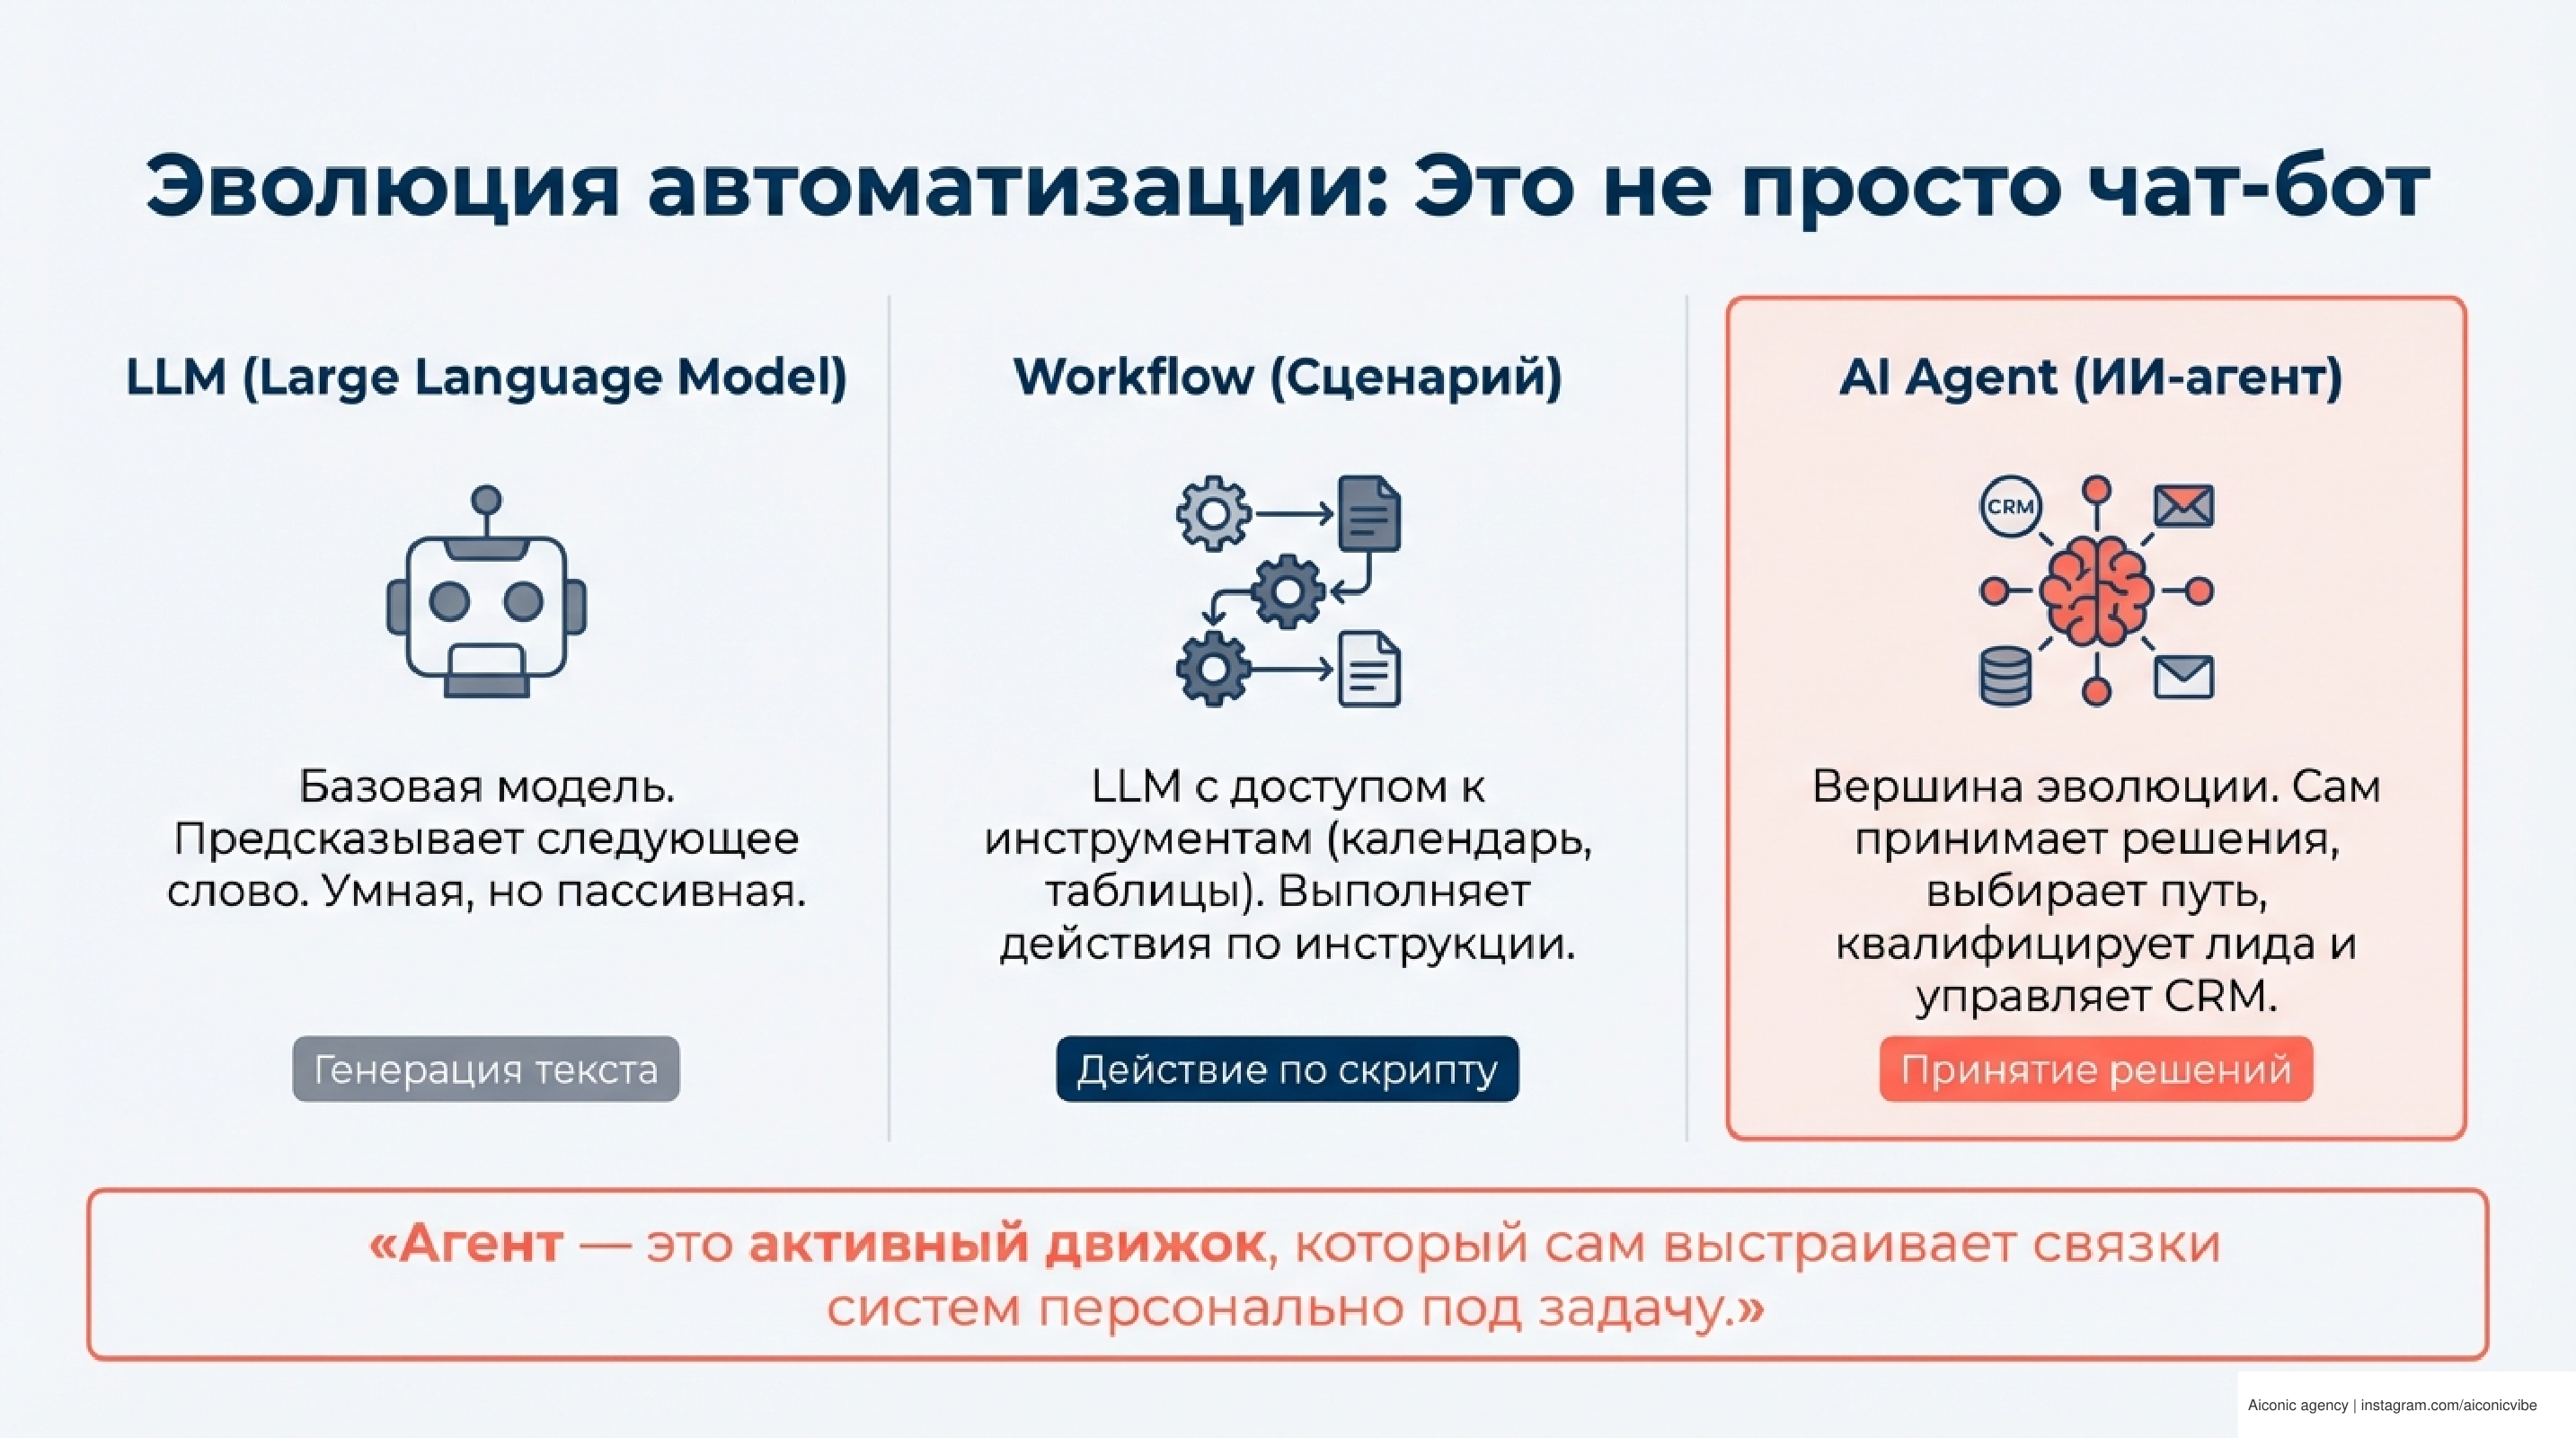 Эволюция автоматизации: Это не просто чат-бот
LLM (Large Language Model)
Базовая модель.
Предсказывает следующее
слово. Умная, но пассивная.
Генерация текста
Workflow (Сценарий)
LLM с доступом к
инструментам (календарь,
таблицы). Выполняет
действия по инструкции.
Действие по скрипту
AI Agent (ИИ-агент)
CRM
Вершина эволюции. Сам
принимает решения,
выбирает путь,
квалифицирует лида и
управляет CRM.
Принятие решений
«Агент — это активный движок, который сам выстраивает связки
систем персонально под задачу.»
Aiconic agency | instagram.com/aiconicvibe